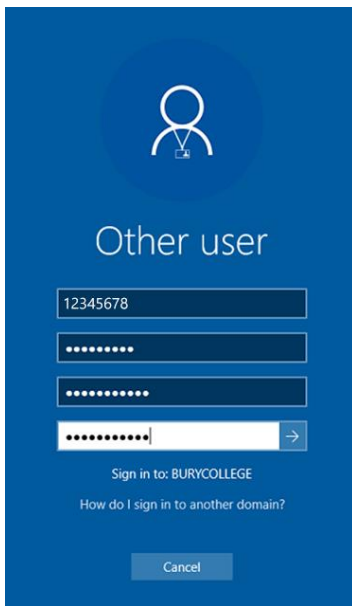 Other user
12345678
•••••••••
•••••••••••
•••••••••••
Sign in to: BURYCOLLEGE
How do I sign in to another domain?
Cancel